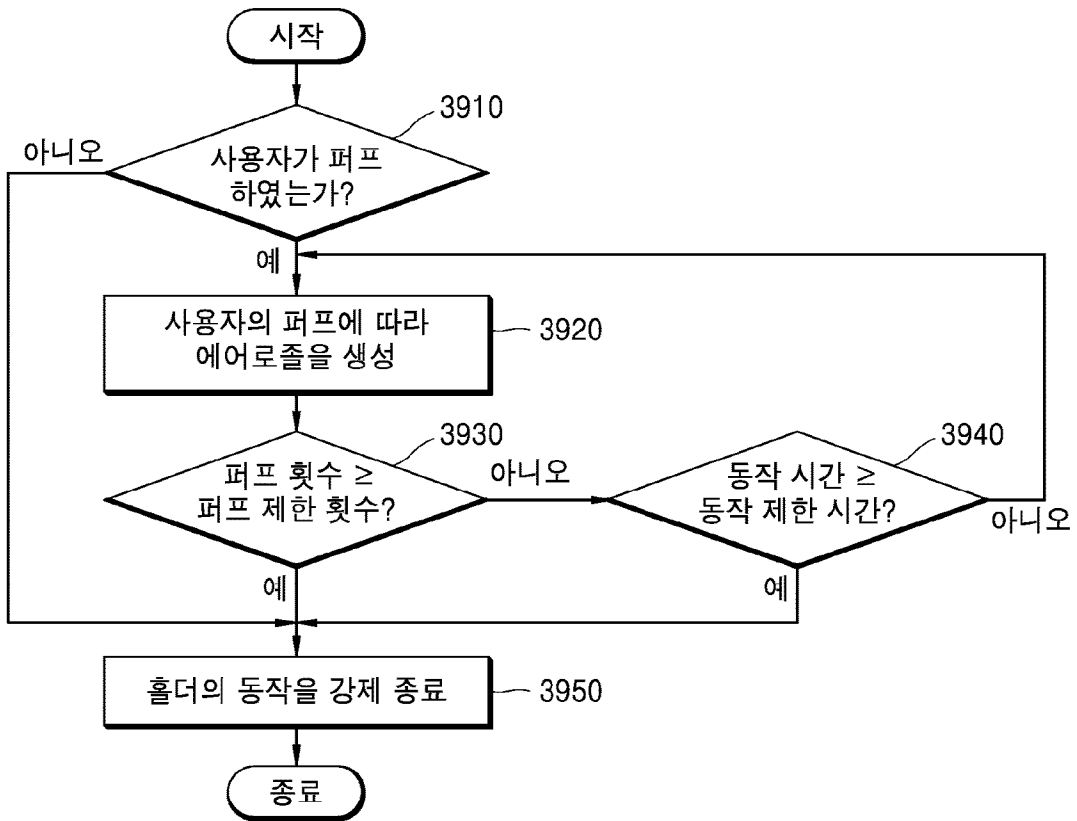 시작
3910
아니오
사용자가 퍼프
하였는가?
예
사용자의 퍼프에 따라
에어로졸을 생성
3920
3930
퍼프 횟수 ≥
퍼프 제한 횟수?
아니오
3940
동작 시간 ≥
동작 제한 시간?
아니오
예
예
홀더의 동작을 강제 종료
3950
종료